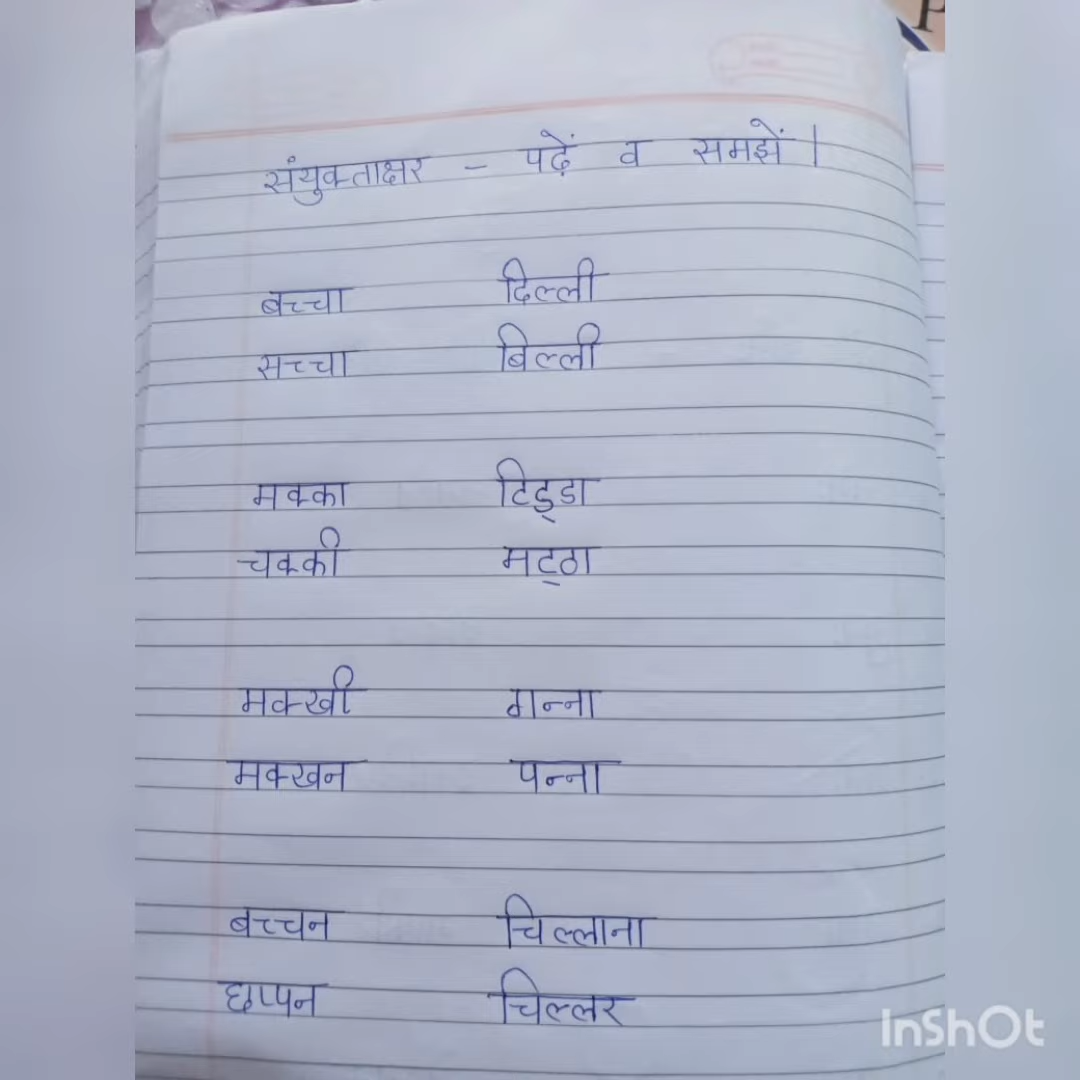 संयुक्ताक्षर – पढ़ें व समझें।
बच्चा दिल्ली
सच्चा बिल्ली
मक्का टिड्डा
चक्की मट्ठा
मक्खी गन्ना
मक्खन पन्ना
बच्चन चिल्लाना
छप्पन चिल्लर
InShOt
P